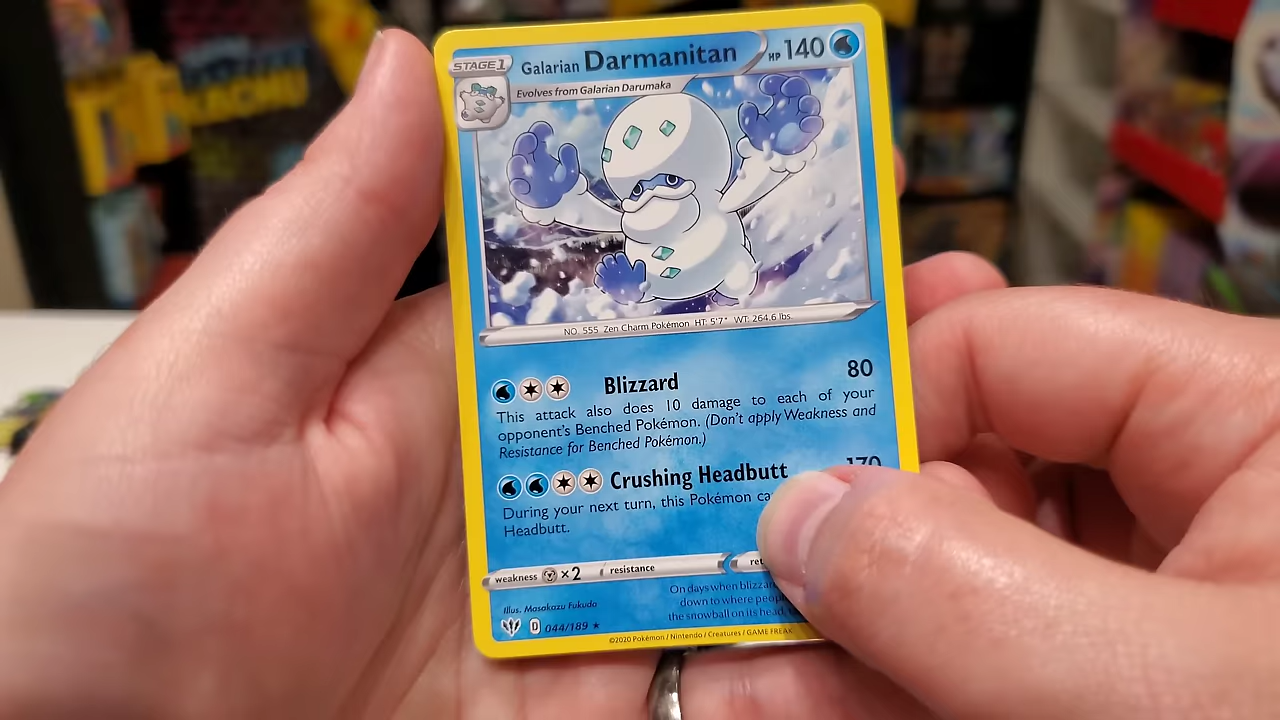 STAGE 1
Galarian Darmanitan HP 140
Evolves from Galarian Darumaka
NO. 555 Zen Charm Pokémon HT: 5'7" WT: 264.6 lbs.
Blizzard 80
This attack also does 10 damage to each of your
opponent's Benched Pokémon. (Don't apply Weakness and
Resistance for Benched Pokémon.)
Crushing Headbutt 170
During your next turn, this Pokémon
Headbutt.
weakness ×2 resistance
On days when
down to where
the snowball on its head
Illus. Masakazu Fukuda
D 044/189 ★
©2020 Pokémon / Nintendo / Creatures / GAME FREAK